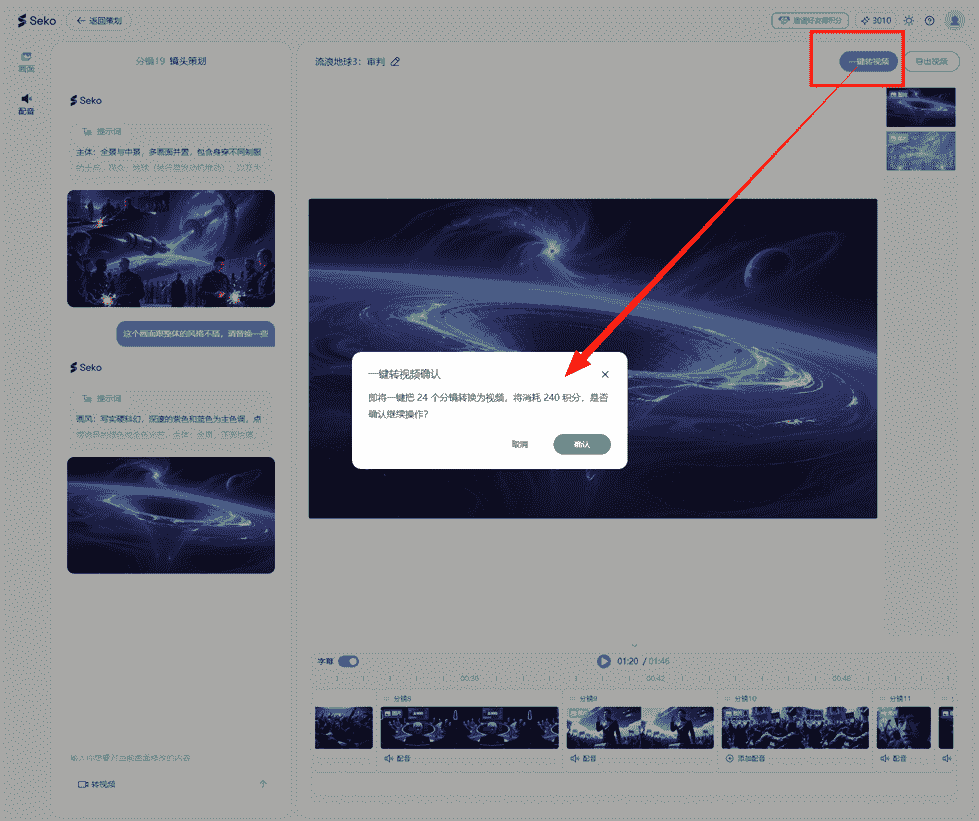 Seko
返回策划
邀请好友得积分
3010
画面
配音
分镜19 镜头策划
流浪地球3：审判
一键转视频
导出视频
Seko
提示词
主体：全景与中景，多画面并置，包含身穿不同制服
这个画面跟整体的风格不搭，请替换一些
Seko
提示词
画风：写实硬科幻，深邃的紫色和蓝色为主色调，点
一键转视频确认
即将一键把 24 个分镜转换为视频，将消耗 240 积分，是否
确认继续操作？
取消
确认
字幕
01:20 / 01:46
00:38
00:42
00:46
分镜8
分镜9
分镜10
分镜11
配音
配音
添加配音
配音
转视频